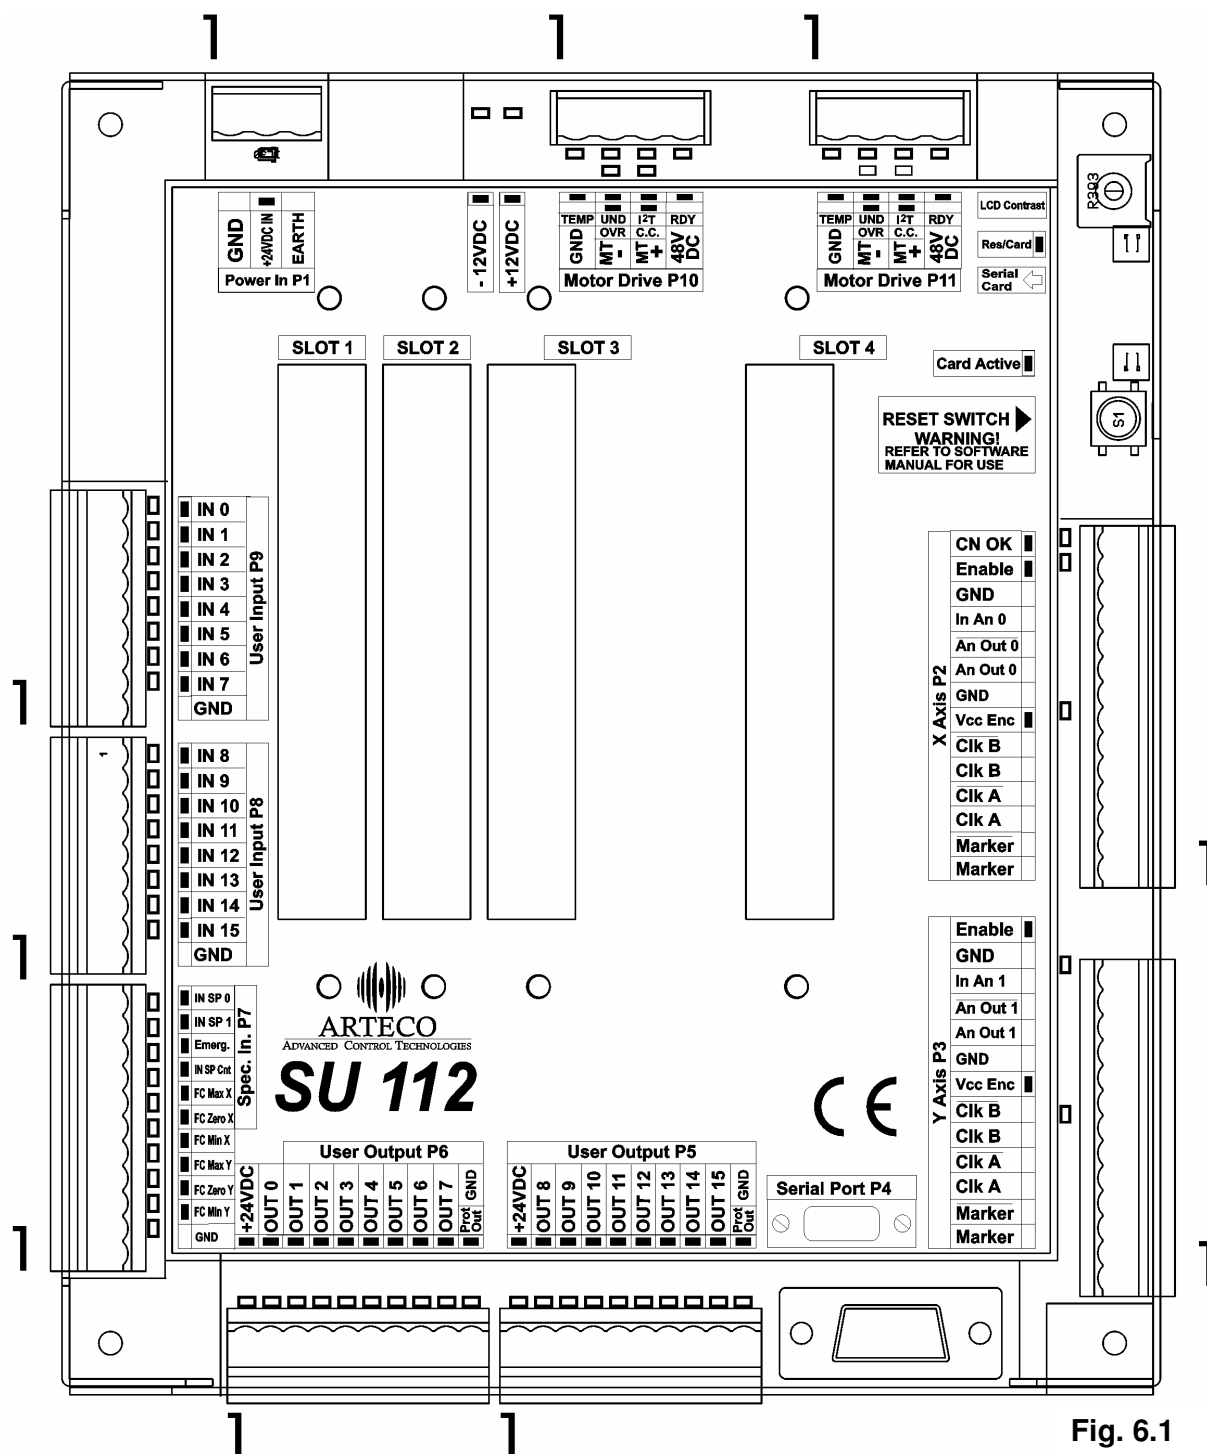 1
1
1
R393
GND
+24VDC IN
EARTH
Power In P1
- 12VDC
+12VDC
TEMP UND I²T RDY
OVR C.C.
GND
MT -
MT +
48V DC
Motor Drive P10
TEMP UND I²T RDY
OVR C.C.
GND
MT -
MT +
48V DC
Motor Drive P11
LCD Contrast
Res/Card
Serial
Card
SLOT 1
SLOT 2
SLOT 3
SLOT 4
Card Active
RESET SWITCH
WARNING!
REFER TO SOFTWARE
MANUAL FOR USE
S1
IN 0
IN 1
IN 2
IN 3
IN 4
IN 5
IN 6
IN 7
GND
User Input P9
1
1
IN 8
IN 9
IN 10
IN 11
IN 12
IN 13
IN 14
IN 15
GND
User Input P8
1
IN SP 0
IN SP 1
Emerg.
IN SP Cnt
FC Max X
FC Zero X
FC Min X
FC Max Y
FC Zero Y
FC Min Y
GND
Spec. In. P7
1
CN OK
Enable
GND
In An 0
An Out 0
An Out 0
GND
Vcc Enc
Clk B
Clk B
Clk A
Clk A
Marker
Marker
X Axis P2
1
Enable
GND
In An 1
An Out 1
An Out 1
GND
Vcc Enc
Clk B
Clk B
Clk A
Clk A
Marker
Marker
Y Axis P3
1
ARTECO
ADVANCED CONTROL TECHNOLOGIES
SU 112
CE
User Output P6
+24VDC
OUT 0
OUT 1
OUT 2
OUT 3
OUT 4
OUT 5
OUT 6
OUT 7
Prot Out
GND
User Output P5
+24VDC
OUT 8
OUT 9
OUT 10
OUT 11
OUT 12
OUT 13
OUT 14
OUT 15
Prot Out
GND
Serial Port P4
1
1
Fig. 6.1